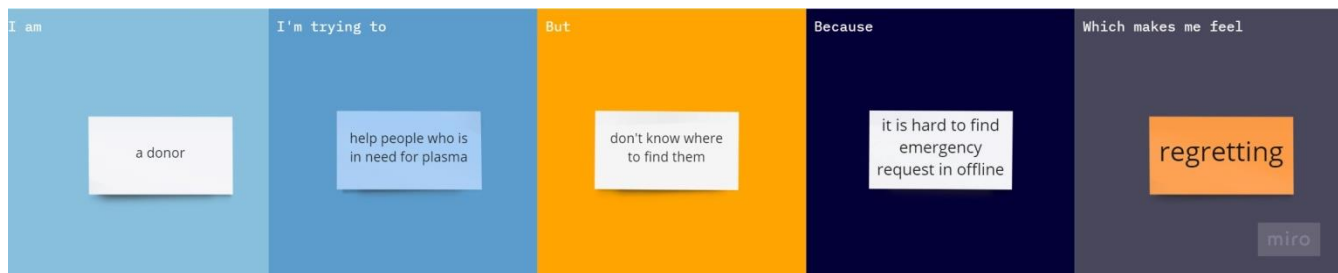 I am
a donor
I'm trying to
help people who is
in need for plasma
But
don't know where
to find them
Because
it is hard to find
emergency
request in offline
Which makes me feel
regretting
miro